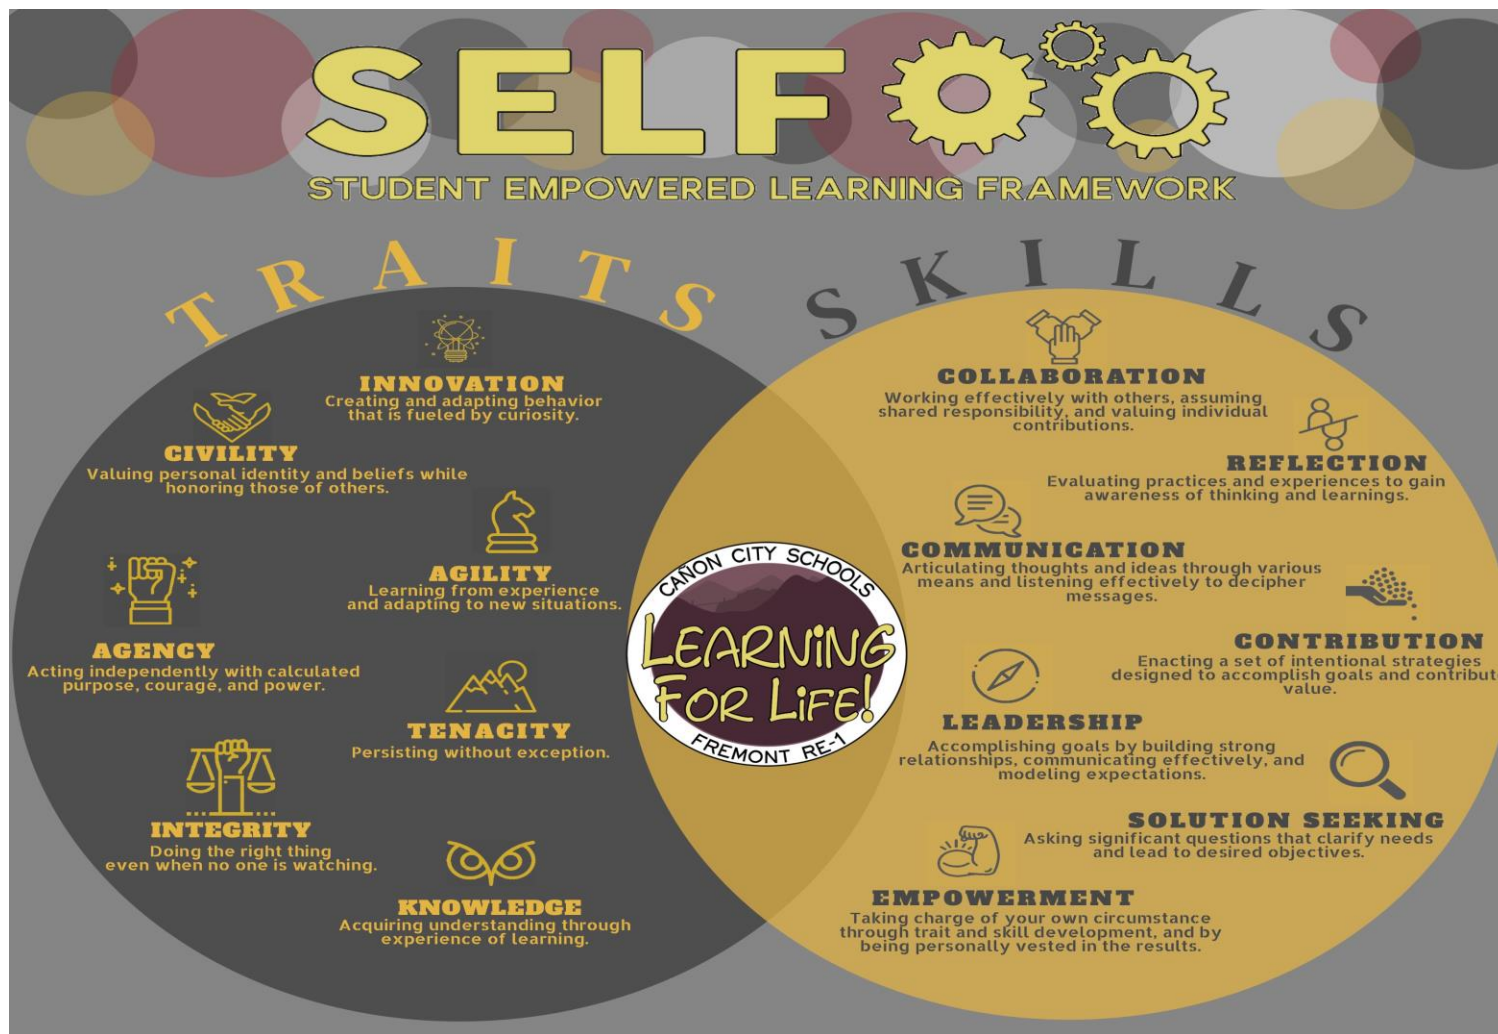 SELF
STUDENT EMPOWERED LEARNING FRAMEWORK
TRAITS
INNOVATION
Creating and adapting behavior
that is fueled by curiosity.
CIVILITY
Valuing personal identity and beliefs while
honoring those of others.
AGILITY
Learning from experience
and adapting to new situations.
AGENCY
Acting independently with calculated
purpose, courage, and power.
TENACITY
Persisting without exception.
INTEGRITY
Doing the right thing
even when no one is watching.
KNOWLEDGE
Acquiring understanding through
experience of learning.
CAÑON CITY SCHOOLS
LEARNING
FOR LIFE!
FREMONT RE-1
SKILLS
COLLABORATION
Working effectively with others, assuming
shared responsibility, and valuing individual
contributions.
REFLECTION
Evaluating practices and experiences to gain
awareness of thinking and learnings.
COMMUNICATION
Articulating thoughts and ideas through various
means and listening effectively to decipher
messages.
CONTRIBUTION
Enacting a set of intentional strategies
designed to accomplish goals and contribut
value.
LEADERSHIP
Accomplishing goals by building strong
relationships, communicating effectively, and
modeling expectations.
SOLUTION SEEKING
Asking significant questions that clarify needs
and lead to desired objectives.
EMPOWERMENT
Taking charge of your own circumstance
through trait and skill development, and by
being personally vested in the results.